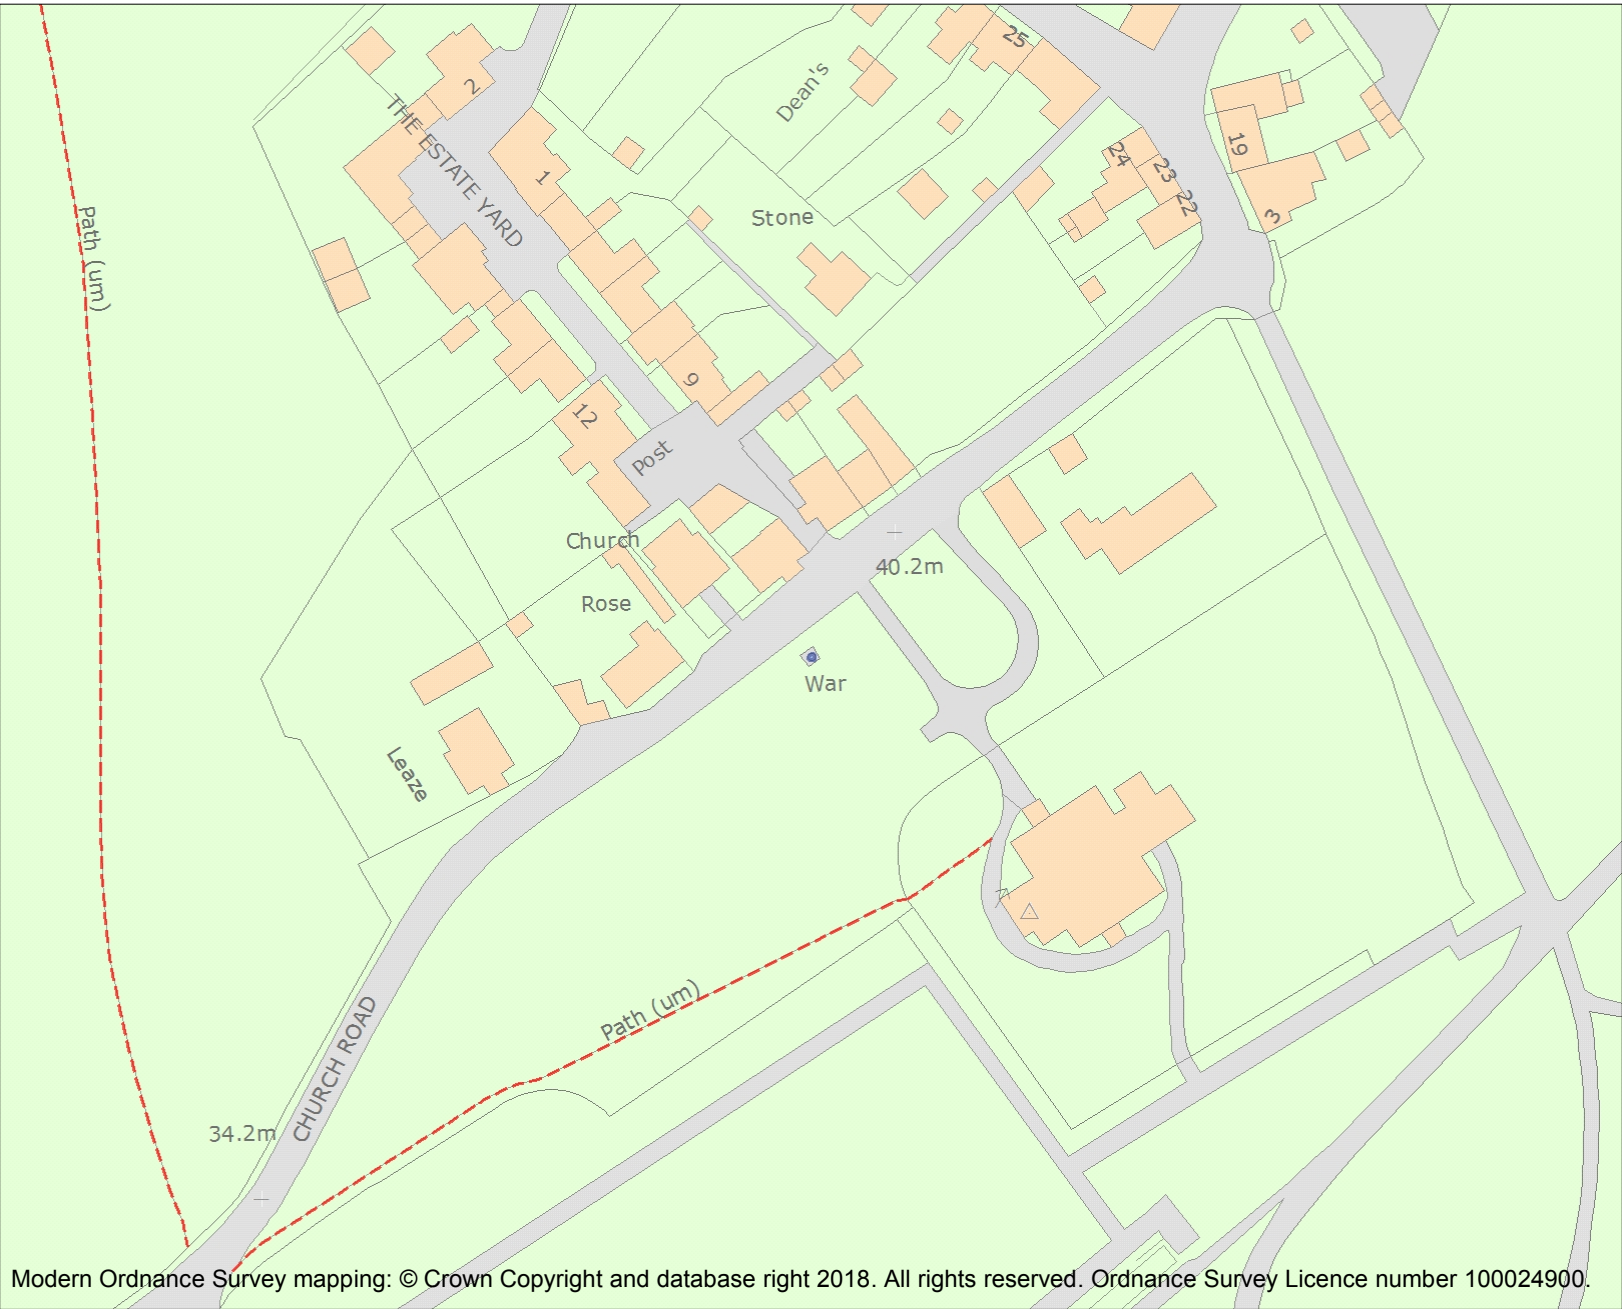 25
2
Dean's
THE ESTATE YARD
1
24
23
22
19
3
Stone
Path (um)
9
12
Post
Church
40.2m
Rose
War
Leaze
Path (um)
CHURCH ROAD
34.2m
Modern Ordnance Survey mapping: © Crown Copyright and database right 2018. All rights reserved. Ordnance Survey Licence number 100024900.